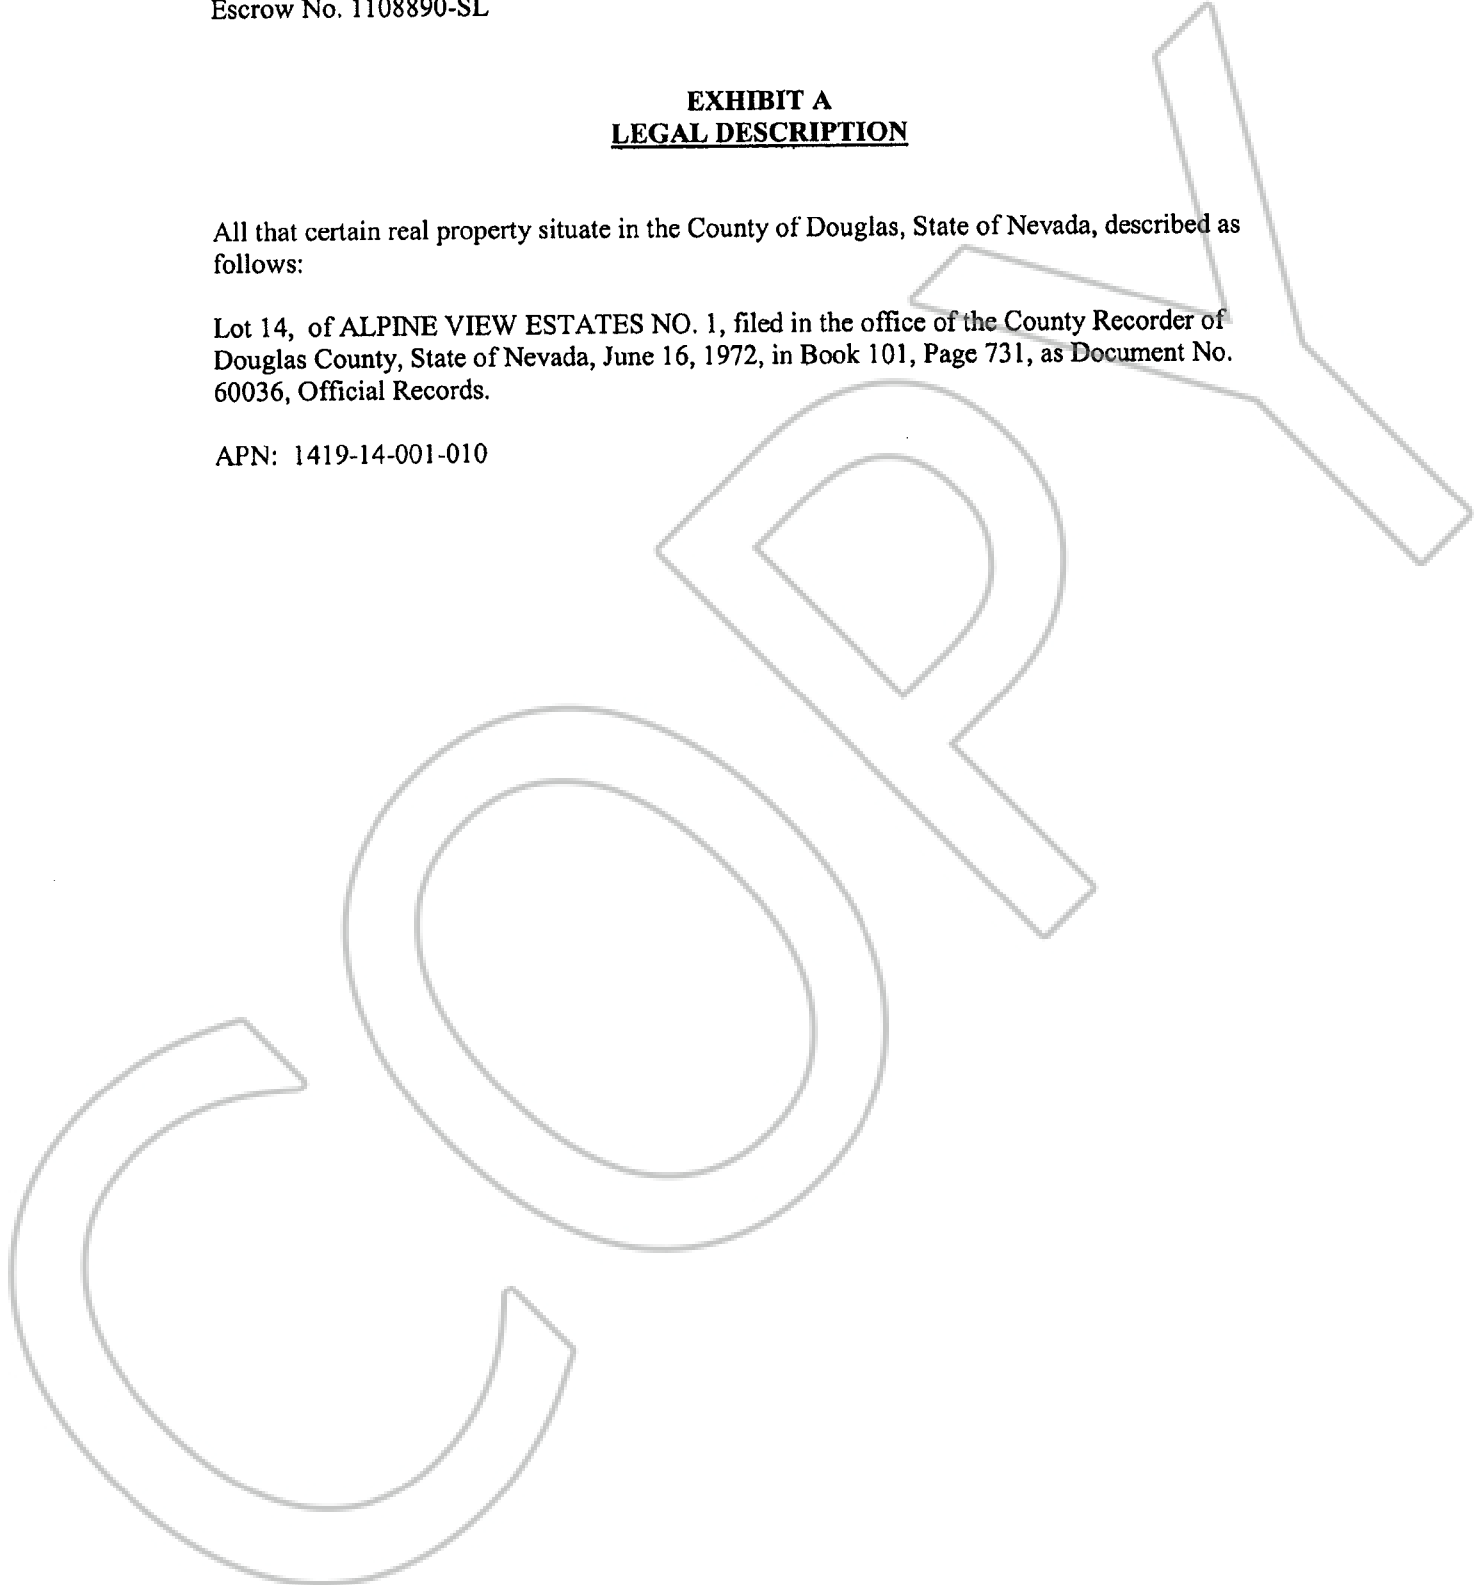 Escrow No. 1108890-SL
EXHIBIT A
LEGAL DESCRIPTION
All that certain real property situate in the County of Douglas, State of Nevada, described as
follows:
Lot 14, of ALPINE VIEW ESTATES NO. 1, filed in the office of the County Recorder of
Douglas County, State of Nevada, June 16, 1972, in Book 101, Page 731, as Document No.
60036, Official Records.
APN: 1419-14-001-010
COPY